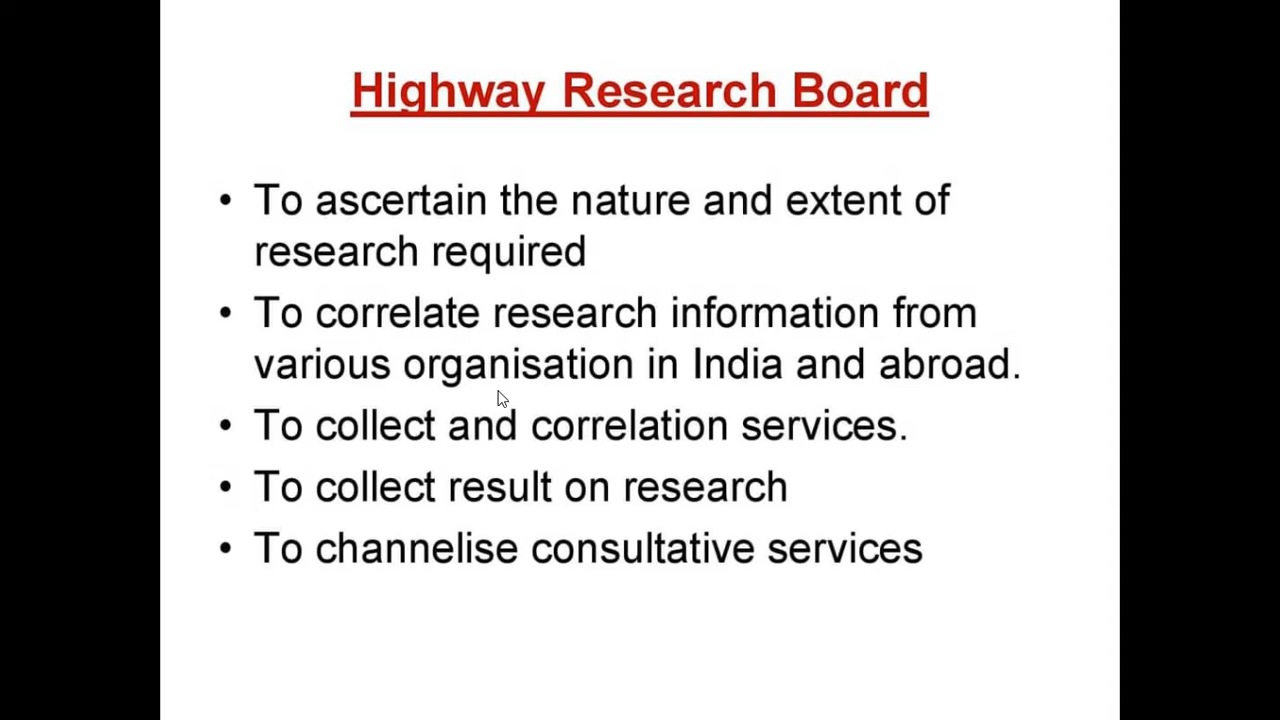 Highway Research Board
• To ascertain the nature and extent of
research required
• To correlate research information from
various organisation in India and abroad.
• To collect and correlation services.
• To collect result on research
• To channelise consultative services